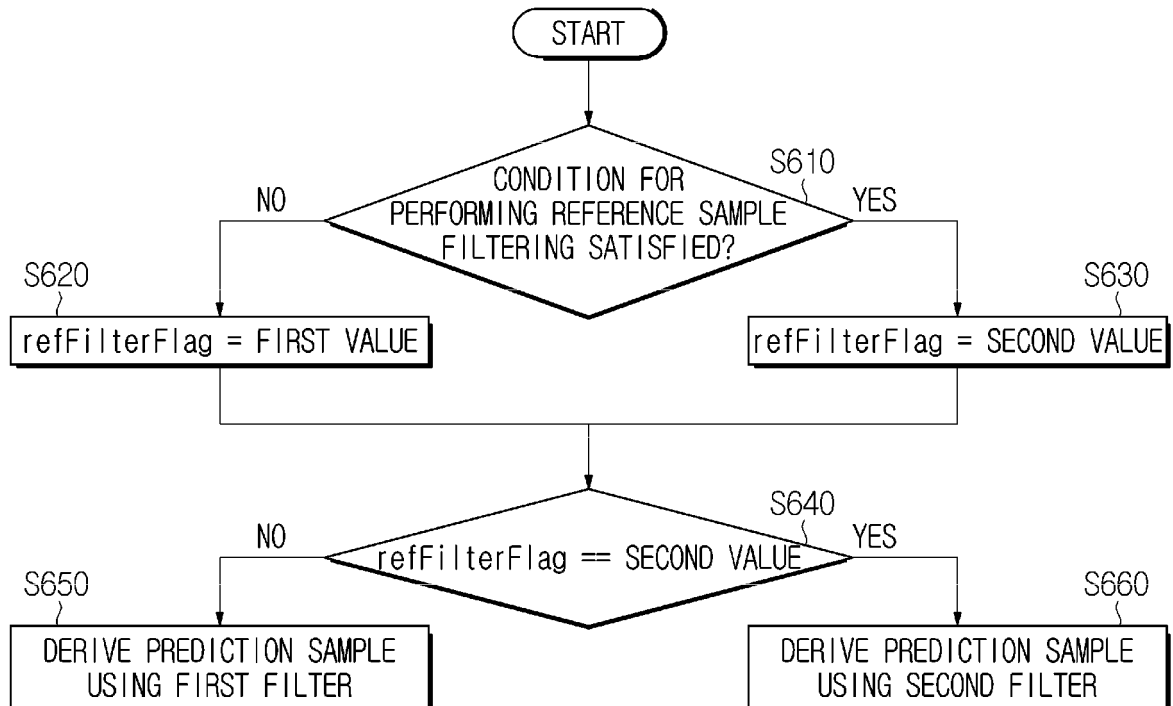 START
S610
CONDITION FOR
PERFORMING REFERENCE SAMPLE
FILTERING SATISFIED?
NO
YES
S620
refFilterFlag = FIRST VALUE
S630
refFilterFlag = SECOND VALUE
S640
refFilterFlag == SECOND VALUE
NO
YES
S650
DERIVE PREDICTION SAMPLE
USING FIRST FILTER
S660
DERIVE PREDICTION SAMPLE
USING SECOND FILTER